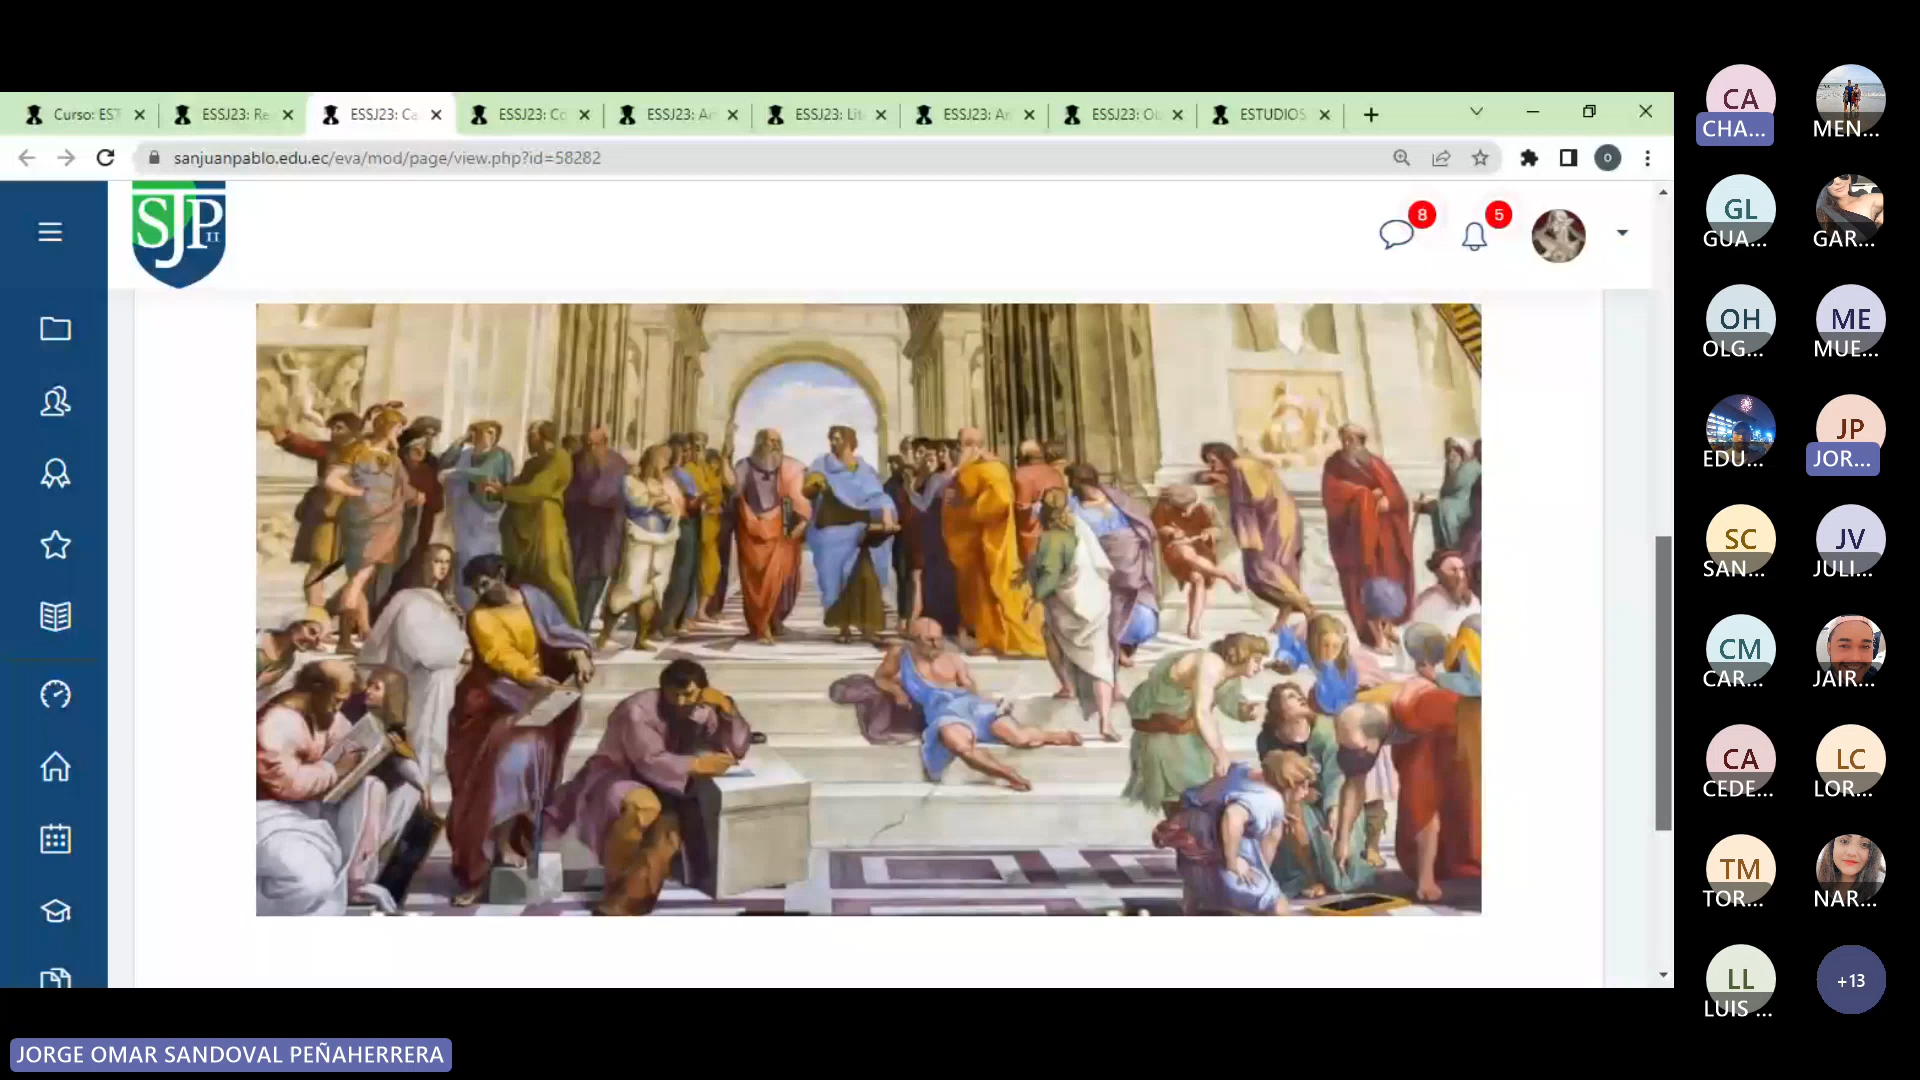 Curso: EST
ESSJ23: Re
ESSJ23: Ca
ESSJ23: Co
ESSJ23: Ar
ESSJ23: Lit
ESSJ23: Ar
ESSJ23: Ob
ESTUDIOS
sanjuanpablo.edu.ec/eva/mod/page/view.php?id=58282
O
SJP
II
8
5
CA
CHA...
MEN...
GL
GUA...
GAR...
OH
OLG...
ME
MUE...
EDU...
JP
JOR...
SC
SAN...
JV
JULI...
CM
CAR...
JAIR...
CA
CEDE...
LC
LOR...
TM
TOR...
NAR...
LL
LUIS ...
+13
JORGE OMAR SANDOVAL PEÑAHERRERA